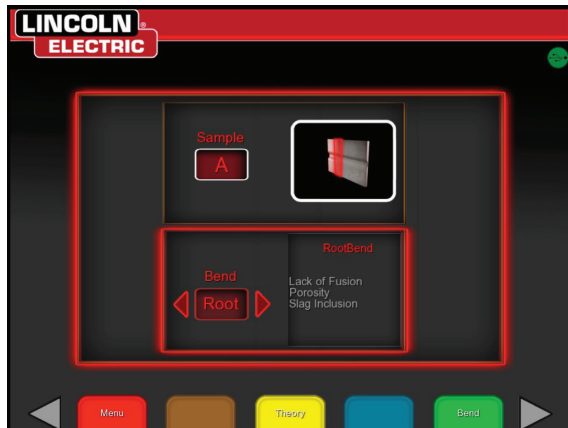 LINCOLN
ELECTRIC
Sample
A
RootBend
Bend
Root
Lack of Fusion
Porosity
Slag Inclusion
Menu
Theory
Bend